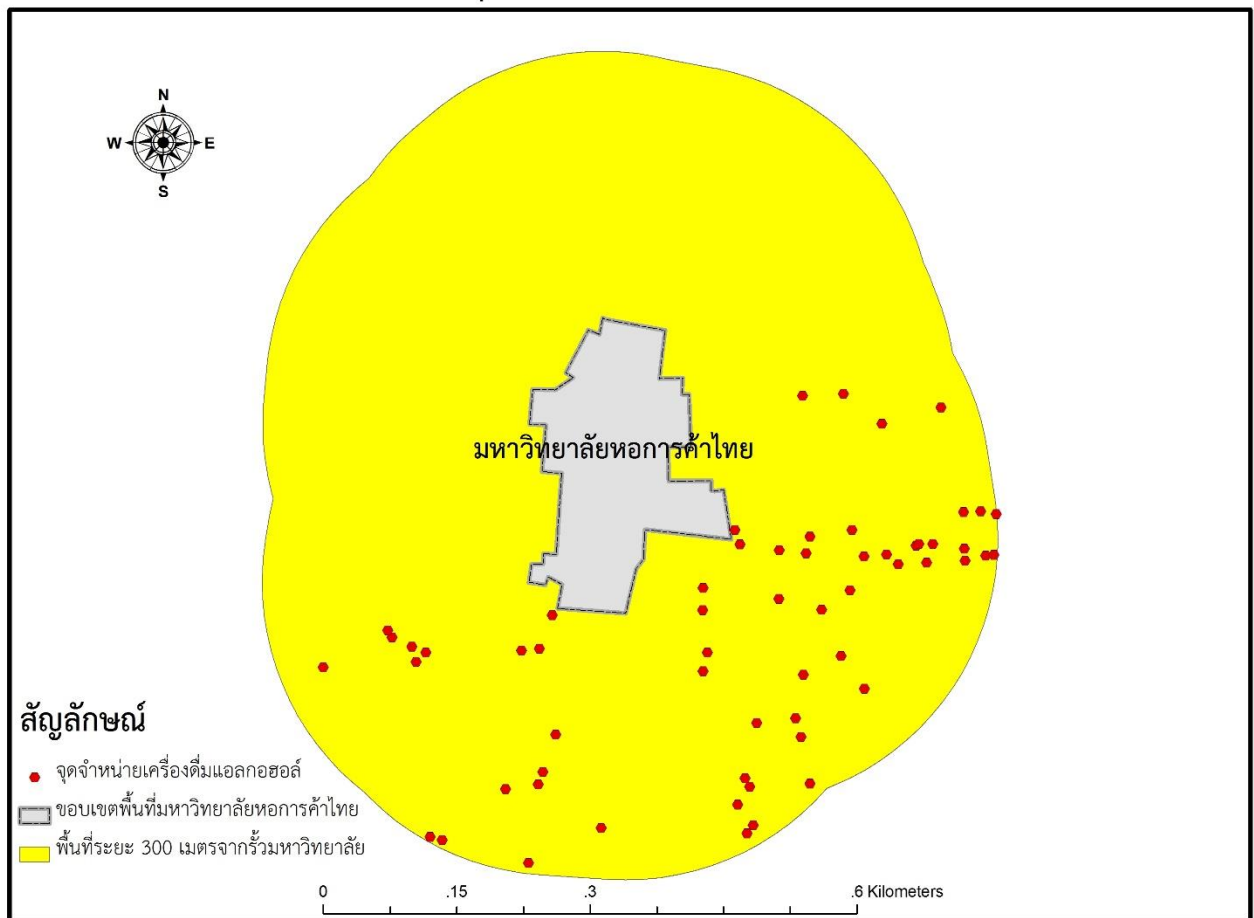 N
W E
S
มหาวิทยาลัยหอการค้าไทย
สัญลักษณ์
จุดจำหน่ายเครื่องดื่มแอลกอฮอล์
ขอบเขตพื้นที่มหาวิทยาลัยหอการค้าไทย
พื้นที่ระยะ 300 เมตรจากรั้วมหาวิทยาลัย
0 .15 .3 .6 Kilometers